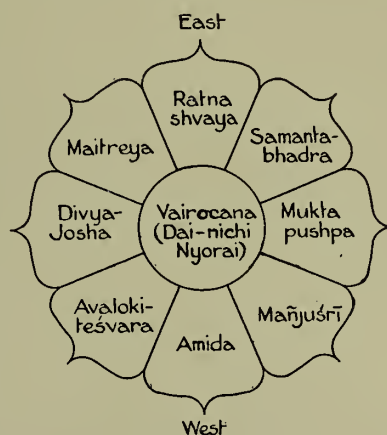 East
Ratna
shvaya
Samanta-
bhadra
Maitreya
Divya-
Josha
Vairocana
(Dai-nichi
Nyorai)
Mukta
pushpa
Avaloki-
teśvara
Mañjuśrī
Amida
West